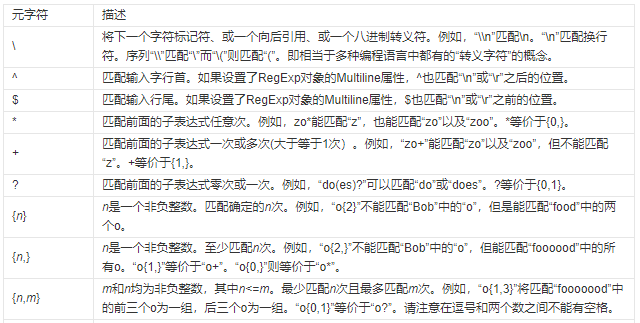 元字符 描述
将下一个字符标记符、或一个向后引用、或一个八进制转义符。例如，“\\n”匹配\n。“\n”匹配换行
\ 符。序列“\\”匹配“\”而“\(”则匹配“(”。即相当于多种编程语言中都有的“转义字符”的概念。
^ 匹配输入字行首。如果设置了RegExp对象的Multiline属性，^也匹配“\n”或“\r”之后的位置。
$ 匹配输入行尾。如果设置了RegExp对象的Multiline属性，$也匹配“\n”或“\r”之前的位置。
* 匹配前面的子表达式任意次。例如，zo*能匹配“z”，也能匹配“zo”以及“zoo”。*等价于{0,}。
匹配前面的子表达式一次或多次(大于等于1次）。例如，“zo+”能匹配“zo”以及“zoo”，但不能匹配
+ “z”。+等价于{1,}。
? 匹配前面的子表达式零次或一次。例如，“do(es)?”可以匹配“do”或“does”。?等价于{0,1}。
{n} n是一个非负整数。匹配确定的n次。例如，“o{2}”不能匹配“Bob”中的“o”，但是能匹配“food”中的两
个o。
{n,} n是一个非负整数。至少匹配n次。例如，“o{2,}”不能匹配“Bob”中的“o”，但能匹配“foooood”中的所
有o。“o{1,}”等价于“o+”。“o{0,}”则等价于“o*”。
{n,m} m和n均为非负整数，其中n<=m。最少匹配n次且最多匹配m次。例如，“o{1,3}”将匹配“fooooood”中
的前三个o为一组，后三个o为一组。“o{0,1}”等价于“o?”。请注意在逗号和两个数之间不能有空格。